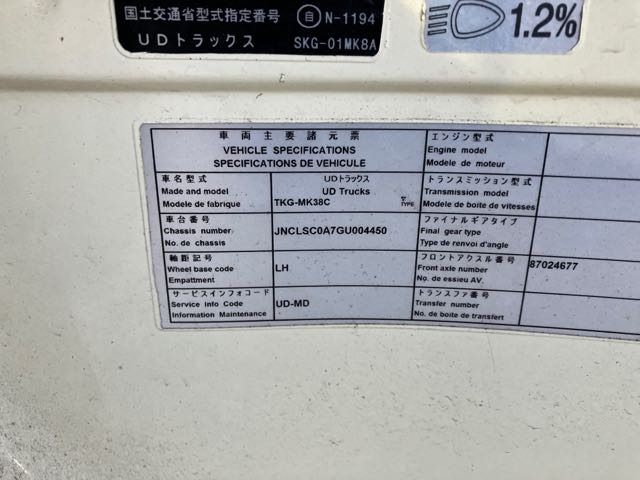 国土交通省型式指定番号 自 N-1194
UDトラックス SKG-01MK8A
1.2%
車両主要諸元票
VEHICLE SPECIFICATIONS
SPECIFICATIONS DE VEHICULE
車名型式 UDトラックス
Made and model UD Trucks
Modele de fabrique TKG-MK38C 型 TYPE
車台番号
Chassis number JNCLSC0A7GU004450
No. de chassis
軸距記号
Wheel base code LH
Empattment
サービスインフォコード
Service Info Code UD-MD
Information Maintenance
エンジン型式
Engine model
Modele de moteur
トランスミッション型式
Transmission model
Modele de boite de vitesses
ファイナルギアタイプ
Final gear type
Type de renvoi d'angle
フロントアクスル番号 87024677
Front axle number
No. de essieu AV.
トランスファ番号
Transfer number
No. de boite de transfert